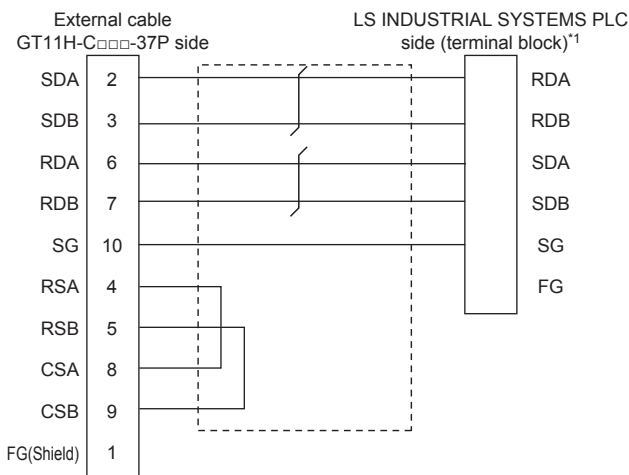 External cable
GT11H-C□□□-37P side
LS INDUSTRIAL SYSTEMS PLC
side (terminal block)*1
SDA 2 RDA
SDB 3 RDB
RDA 6 SDA
RDB 7 SDB
SG 10 SG
RSA 4 FG
RSB 5
CSA 8
CSB 9
FG(Shield) 1